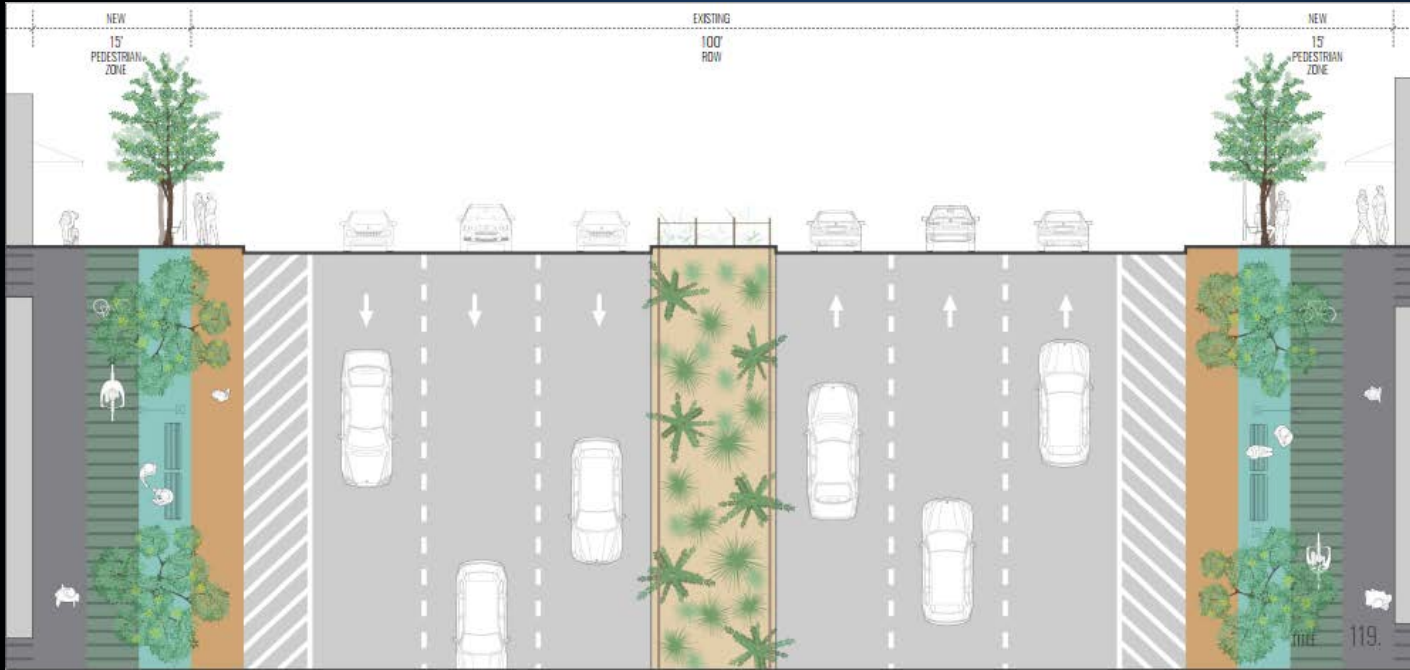 NEW
15'
PEDESTRIAN
ZONE
EXISTING
100'
ROW
NEW
15'
PEDESTRIAN
ZONE
119.